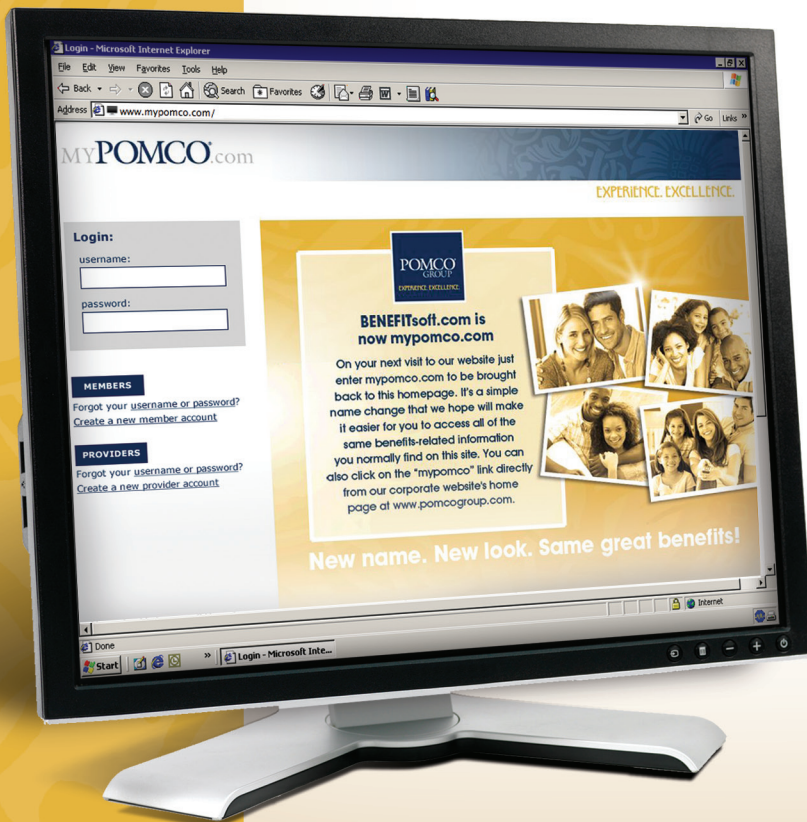 Login - Microsoft Internet Explorer
File Edit View Favorites Tools Help
Back Search Favorites
Address www.mypomco.com/ Go Links »
MYPOMCO.com
EXPERIENCE. EXCELLENCE.
Login:
username:
password:
MEMBERS
Forgot your username or password?
Create a new member account
PROVIDERS
Forgot your username or password?
Create a new provider account
POMCO
GROUP
EXPERIENCE. EXCELLENCE.
BENEFITsoft.com is
now mypomco.com
On your next visit to our website just
enter mypomco.com to be brought
back to this homepage. It's a simple
name change that we hope will make
it easier for you to access all of the
same benefits-related information
you normally find on this site. You can
also click on the "mypomco" link directly
from our corporate website's home
page at www.pomcogroup.com.
New name. New look. Same great benefits!
Internet
Done
Start » Login - Microsoft Inte...